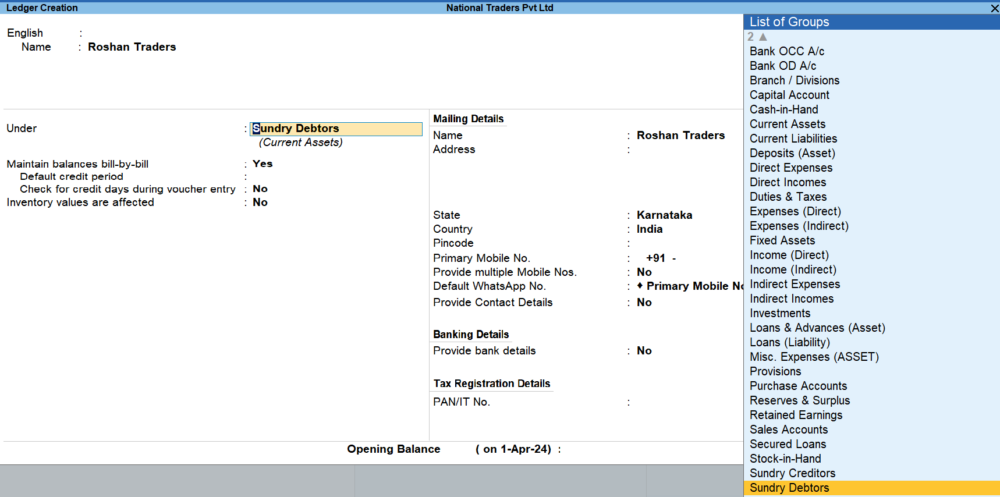 Ledger Creation
National Traders Pvt Ltd
English :
Name : Roshan Traders
Under : Sundry Debtors
(Current Assets)
Maintain balances bill-by-bill : Yes
Default credit period :
Check for credit days during voucher entry : No
Inventory values are affected : No
Mailing Details
Name : Roshan Traders
Address :
State : Karnataka
Country : India
Pincode :
Primary Mobile No. : +91 -
Provide multiple Mobile Nos. : No
Default WhatsApp No. : ♦ Primary Mobile No
Provide Contact Details : No
Banking Details
Provide bank details : No
Tax Registration Details
PAN/IT No. :
Opening Balance ( on 1-Apr-24) :
List of Groups
2 ▲
Bank OCC A/c
Bank OD A/c
Branch / Divisions
Capital Account
Cash-in-Hand
Current Assets
Current Liabilities
Deposits (Asset)
Direct Expenses
Direct Incomes
Duties & Taxes
Expenses (Direct)
Expenses (Indirect)
Fixed Assets
Income (Direct)
Income (Indirect)
Indirect Expenses
Indirect Incomes
Investments
Loans & Advances (Asset)
Loans (Liability)
Misc. Expenses (ASSET)
Provisions
Purchase Accounts
Reserves & Surplus
Retained Earnings
Sales Accounts
Secured Loans
Stock-in-Hand
Sundry Creditors
Sundry Debtors